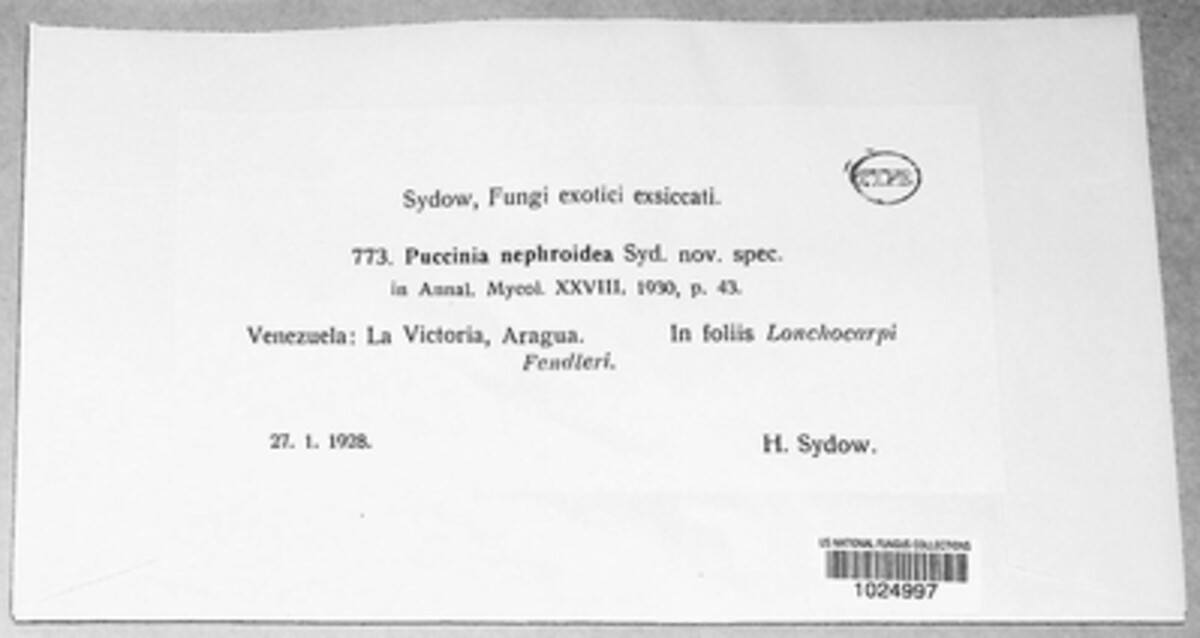 Sydow, Fungi exotici exsiccati.
773. Puccinia nephroidea Syd. nov. spec.
in Annal. Mycol. XXVIII, 1930, p. 43.
Venezuela: La Victoria, Aragua. In foliis Lonchocarpi
Fendleri.
27. 1. 1928. H. Sydow.
US NATIONAL FUNGUS COLLECTIONS
1024997